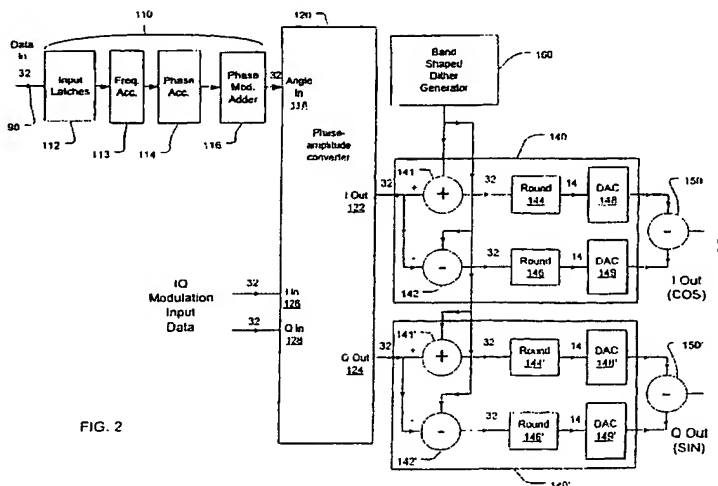 110
120
160
Data
In
32
90
Input
Latches
112
Freq.
Acc.
113
Phase
Acc.
114
Phase
Mod.
Adder
116
32
Angle
In
118
Phase-
amplitude
converter
Band
Shaped
Dither
Generator
140
I Out
122
32
+
141
+
32
Round
144
14
DAC
148
150
-
-
-
142
32
Round
146
14
DAC
149
I Out
(COS)
IQ
Modulation
Input
Data
32
I In
126
32
Q In
128
Q Out
124
32
+
141'
+
32
Round
144'
14
DAC
148'
150'
-
-
-
142'
32
Round
146'
14
DAC
149'
Q Out
(SIN)
140'
FIG. 2